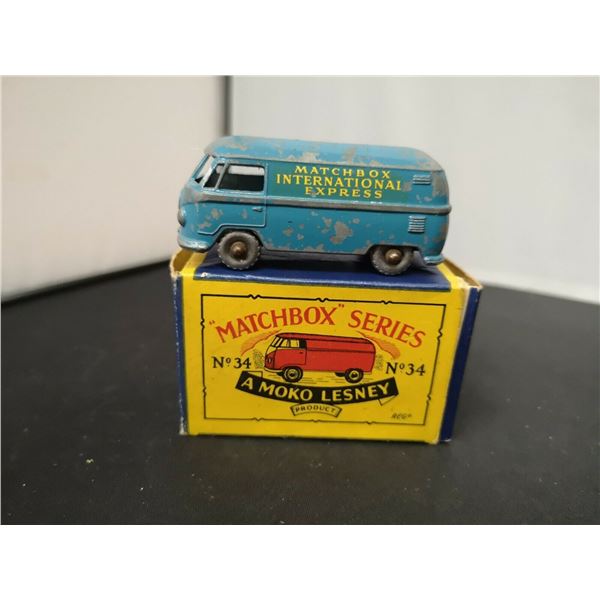 MATCHBOX
INTERNATIONAL
EXPRESS
"MATCHBOX" SERIES
Nº 34 Nº 34
A MOKO LESNEY
PRODUCT
REGD